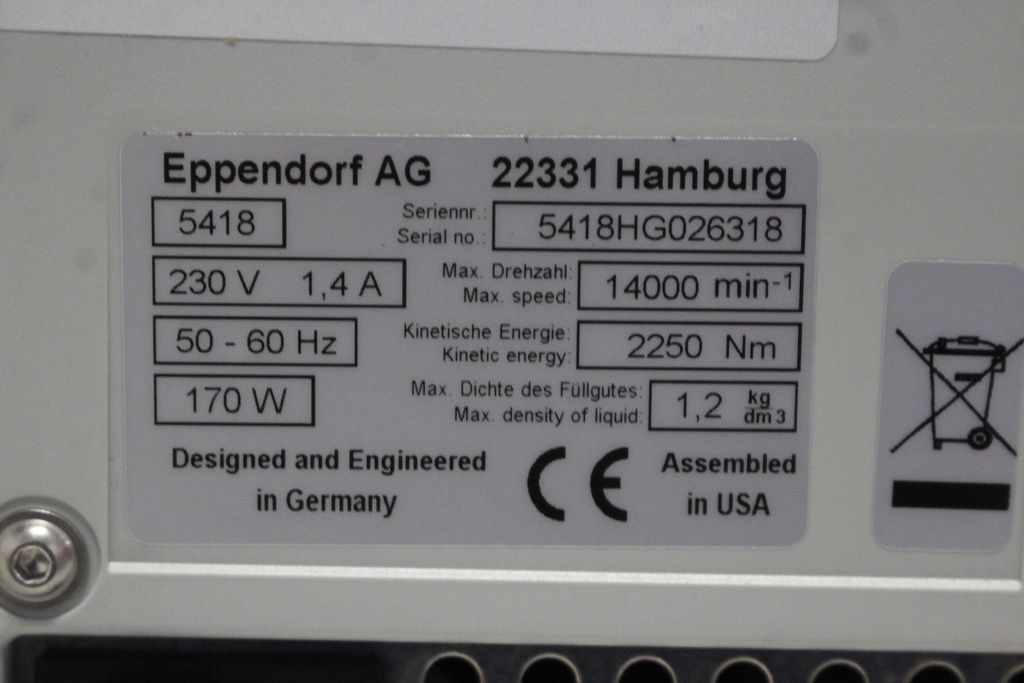 Eppendorf AG 22331 Hamburg
5418 Seriennr.: Serial no.: 5418HG026318
230 V 1,4 A Max. Drehzahl: Max. speed: 14000 min-1
50 - 60 Hz Kinetische Energie: Kinetic energy: 2250 Nm
170 W Max. Dichte des Füllgutes: Max. density of liquid: 1,2 kg dm3
Designed and Engineered CE Assembled
in Germany in USA